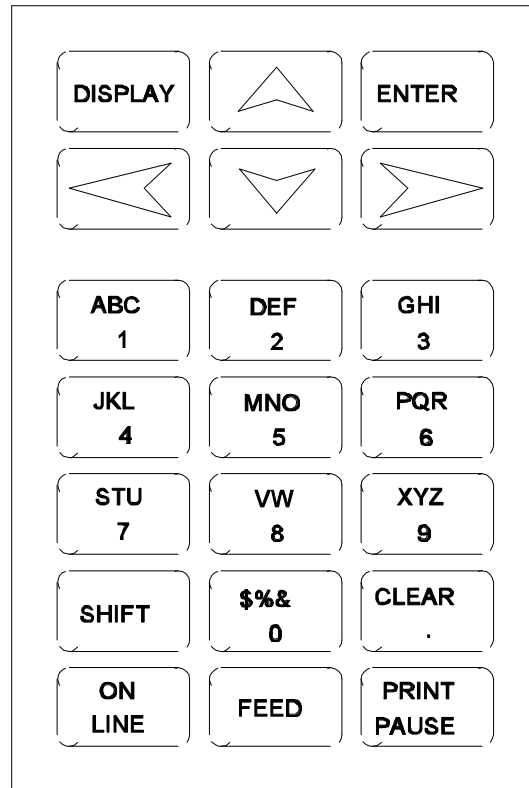 DISPLAY
ENTER
ABC
1
DEF
2
GHI
3
JKL
4
MNO
5
PQR
6
STU
7
VW
8
XYZ
9
SHIFT
$%&
0
CLEAR
.
ON
LINE
FEED
PRINT
PAUSE